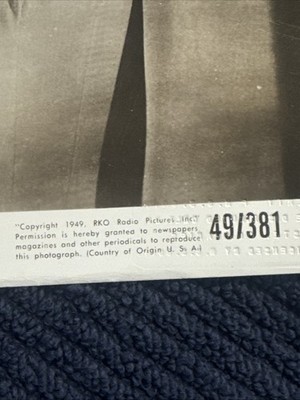 "Copyright 1949, RKO Radio Pictures Inc."
Permission is hereby granted to newspapers,
magazines and other periodicals to reproduce
this photograph. (Country of Origin U. S. A.)
49/381